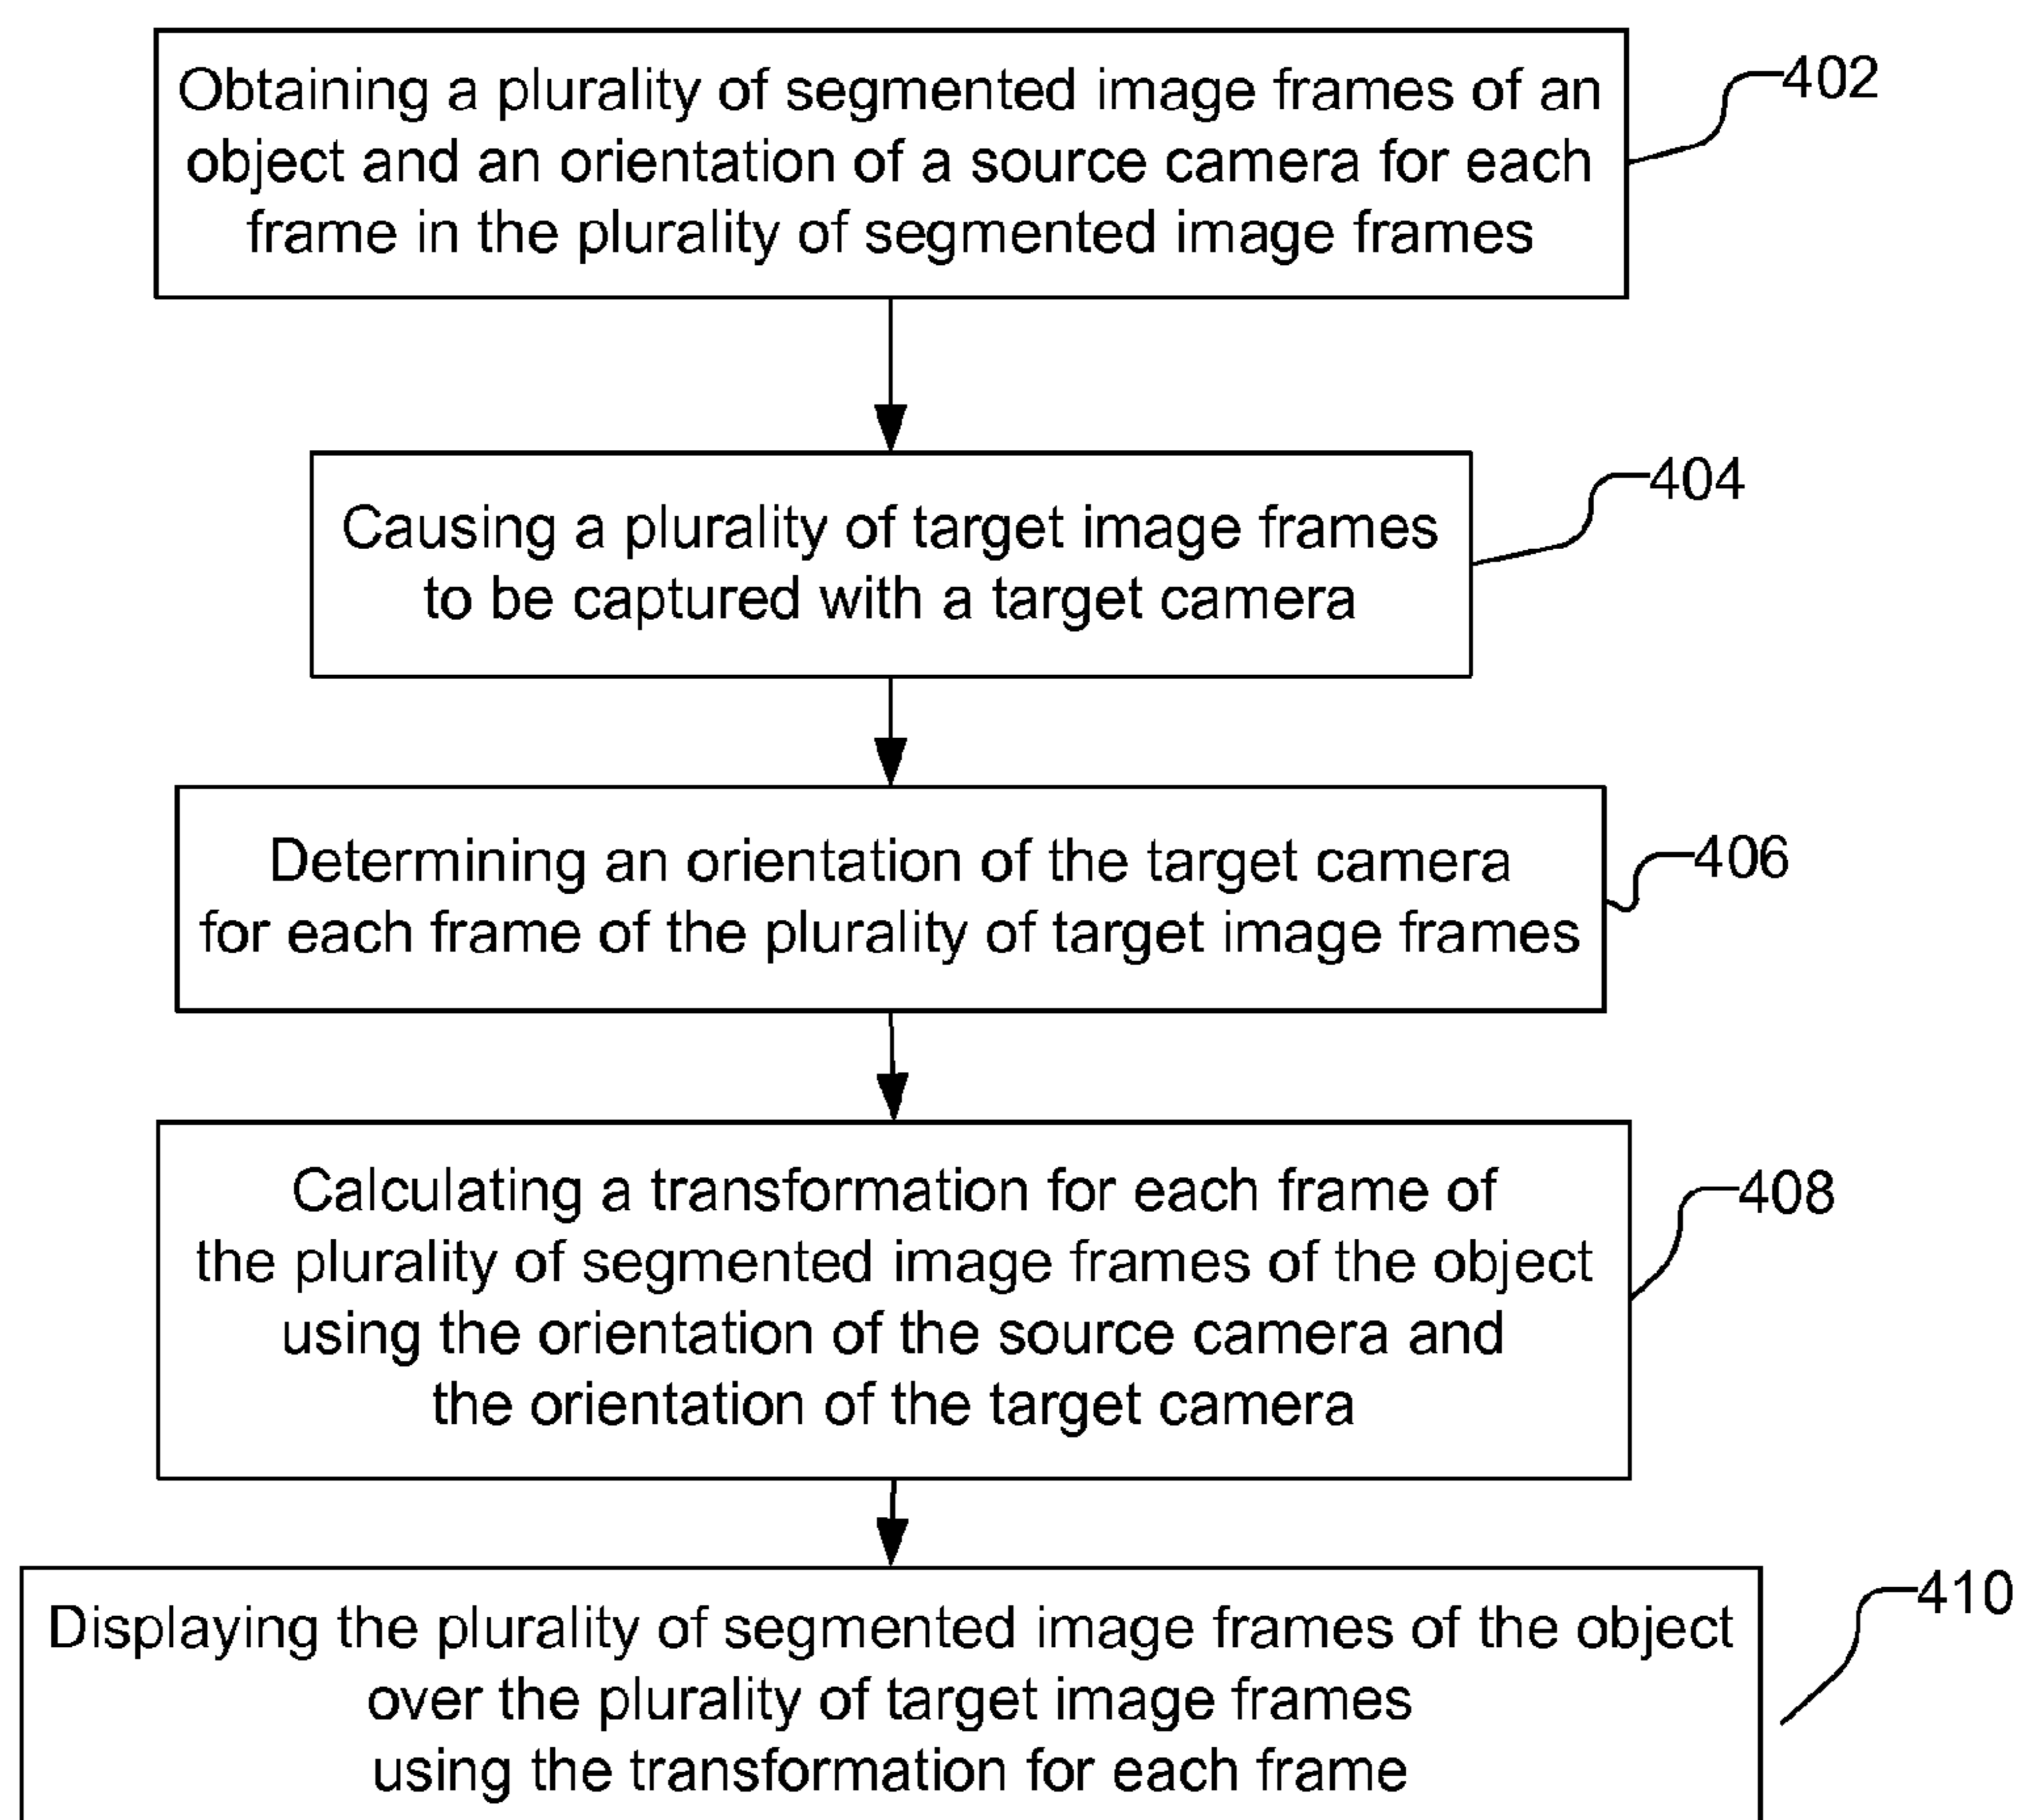 Obtaining a plurality of segmented image frames of an
object and an orientation of a source camera for each
frame in the plurality of segmented image frames
402
Causing a plurality of target image frames
to be captured with a target camera
404
Determining an orientation of the target camera
for each frame of the plurality of target image frames
406
Calculating a transformation for each frame of
the plurality of segmented image frames of the object
using the orientation of the source camera and
the orientation of the target camera
408
Displaying the plurality of segmented image frames of the object
over the plurality of target image frames
using the transformation for each frame
410